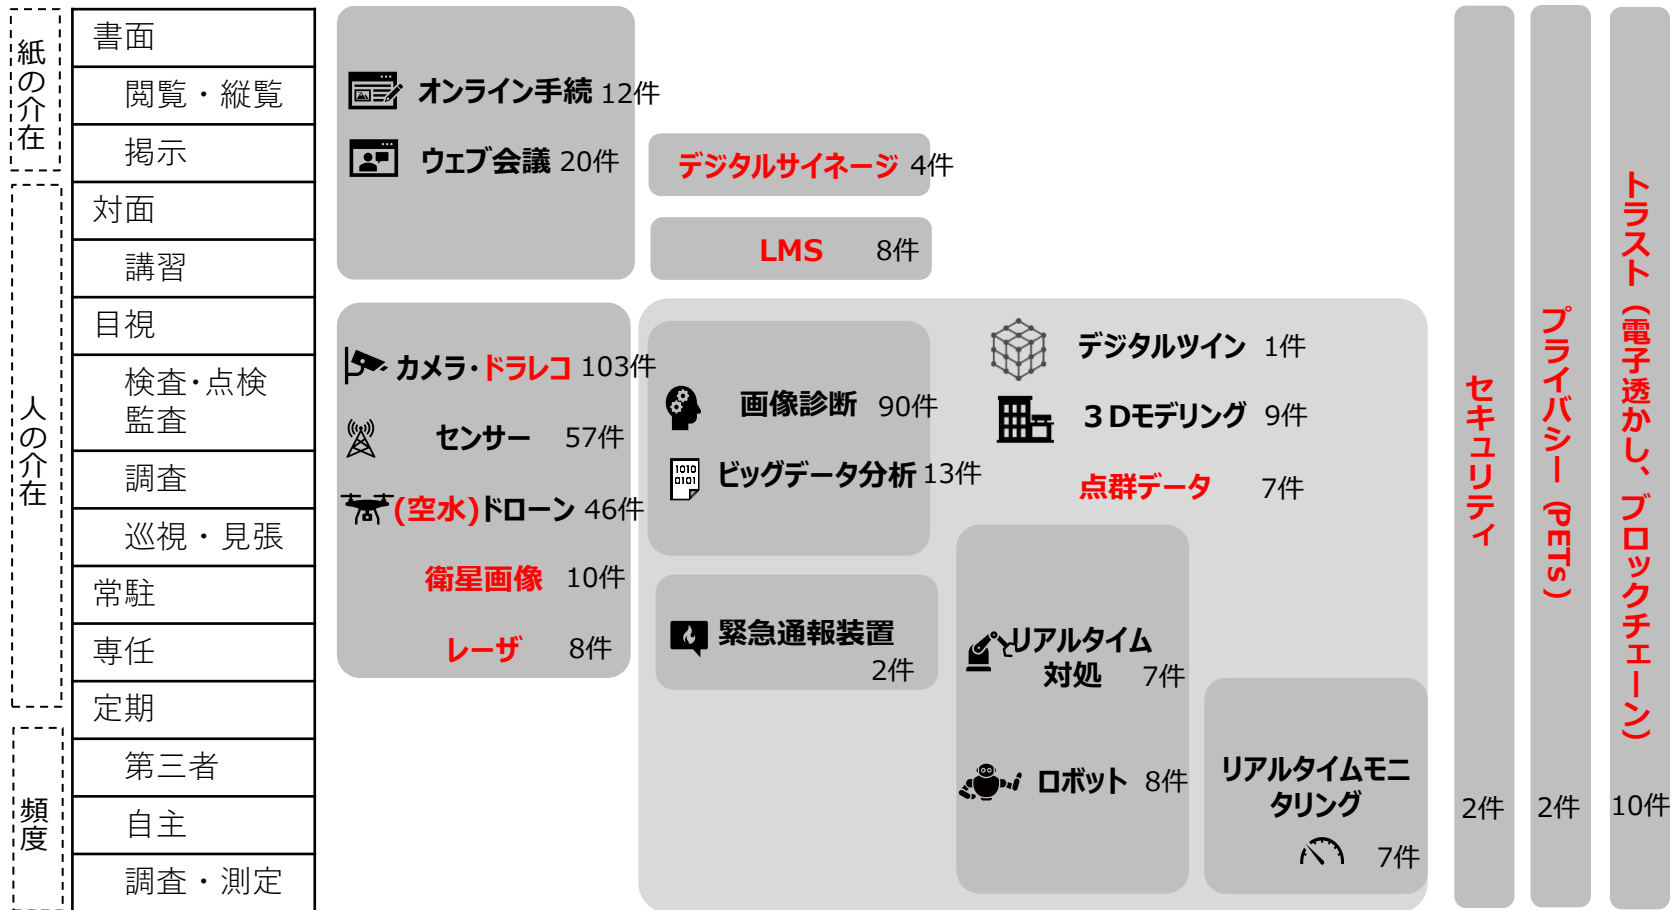 紙の介在
人の介在
頻度
書面
閲覧・縦覧
掲示
対面
講習
目視
検査・点検
監査
調査
巡視・見張
常駐
専任
定期
第三者
自主
調査・測定
オンライン手続 12件
ウェブ会議 20件
デジタルサイネージ 4件
LMS 8件
カメラ・ドラレコ 103件
センサー 57件
(空水)ドローン 46件
衛星画像 10件
レーザ 8件
画像診断 90件
ビッグデータ分析 13件
緊急通報装置
2件
デジタルツイン 1件
３Dモデリング 9件
点群データ 7件
リアルタイム
対処 7件
ロボット 8件
リアルタイムモニ
タリング
7件
セキュリティ
2件
プライバシー（PETs）
2件
トラスト（電子透かし、ブロックチェーン）
10件
1010
0101